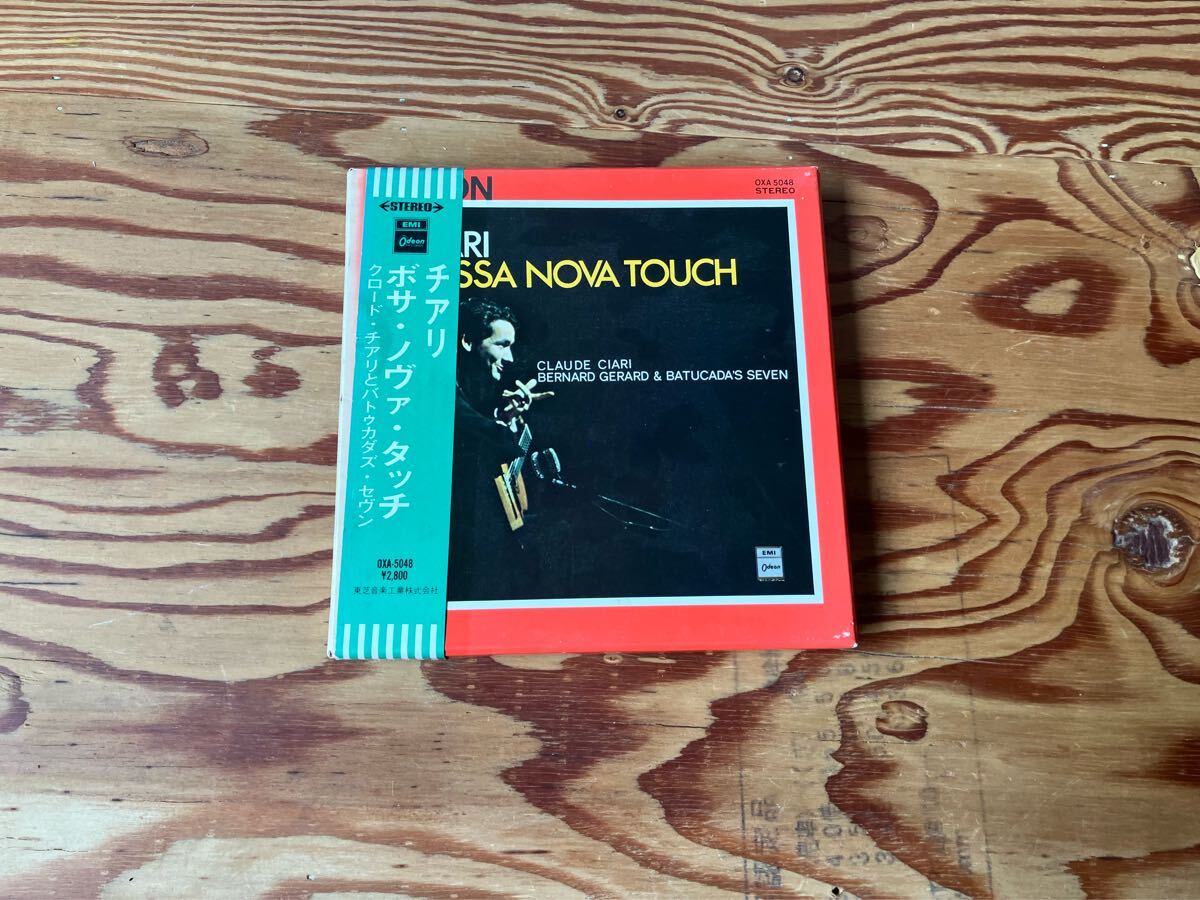 STEREO
EMI
Odeon
チアリ
ボサ・ノヴァ・タッチ
クロード・チアリとバトゥカダズ・セヴン
OXA-5048
¥2,800
東芝音楽工業株式会社
ON
OXA 5048
STEREO
ARI
SSA NOVA TOUCH
CLAUDE CIARI
BERNARD GERARD & BATUCADA'S SEVEN
EMI
Odeon